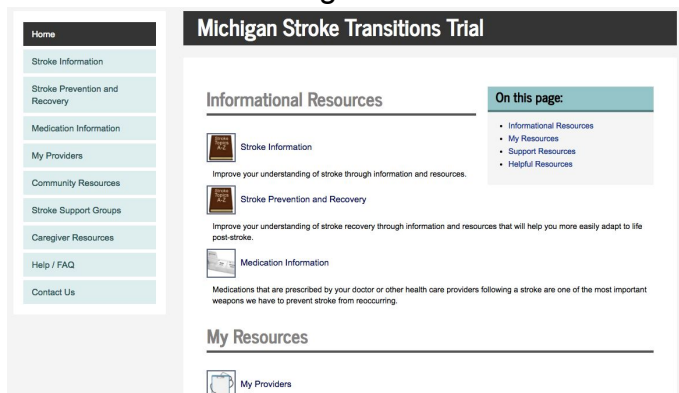 Michigan Stroke Transitions Trial
Home
Stroke Information
Stroke Prevention and
Recovery
Medication Information
My Providers
Community Resources
Stroke Support Groups
Caregiver Resources
Help / FAQ
Contact Us
Informational Resources
Stroke
Topics
A-Z
Stroke Information
Improve your understanding of stroke through information and resources.
Stroke
Topics
A-Z
Stroke Prevention and Recovery
Improve your understanding of stroke recovery through information and resources that will help you more easily adapt to life
post-stroke.
Medication Information
Medications that are prescribed by your doctor or other health care providers following a stroke are one of the most important
weapons we have to prevent stroke from reoccurring.
My Resources
My Providers
On this page:
Informational Resources
My Resources
Support Resources
Helpful Resources